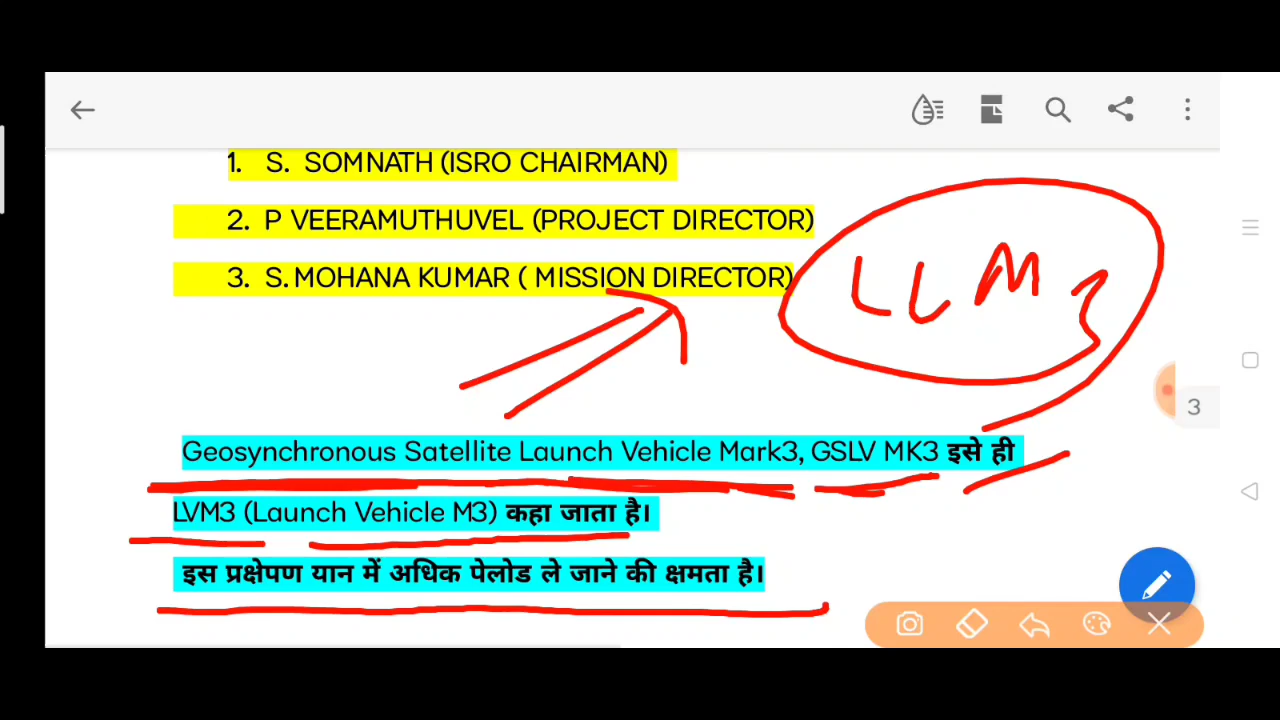 1. S. SOMNATH (ISRO CHAIRMAN)
2. P VEERAMUTHUVEL (PROJECT DIRECTOR)
3. S. MOHANA KUMAR ( MISSION DIRECTOR)
LLM3
3
Geosynchronous Satellite Launch Vehicle Mark3, GSLV MK3 इसे ही
LVM3 (Launch Vehicle M3) कहा जाता है।
इस प्रक्षेपण यान में अधिक पेलोड ले जाने की क्षमता है।